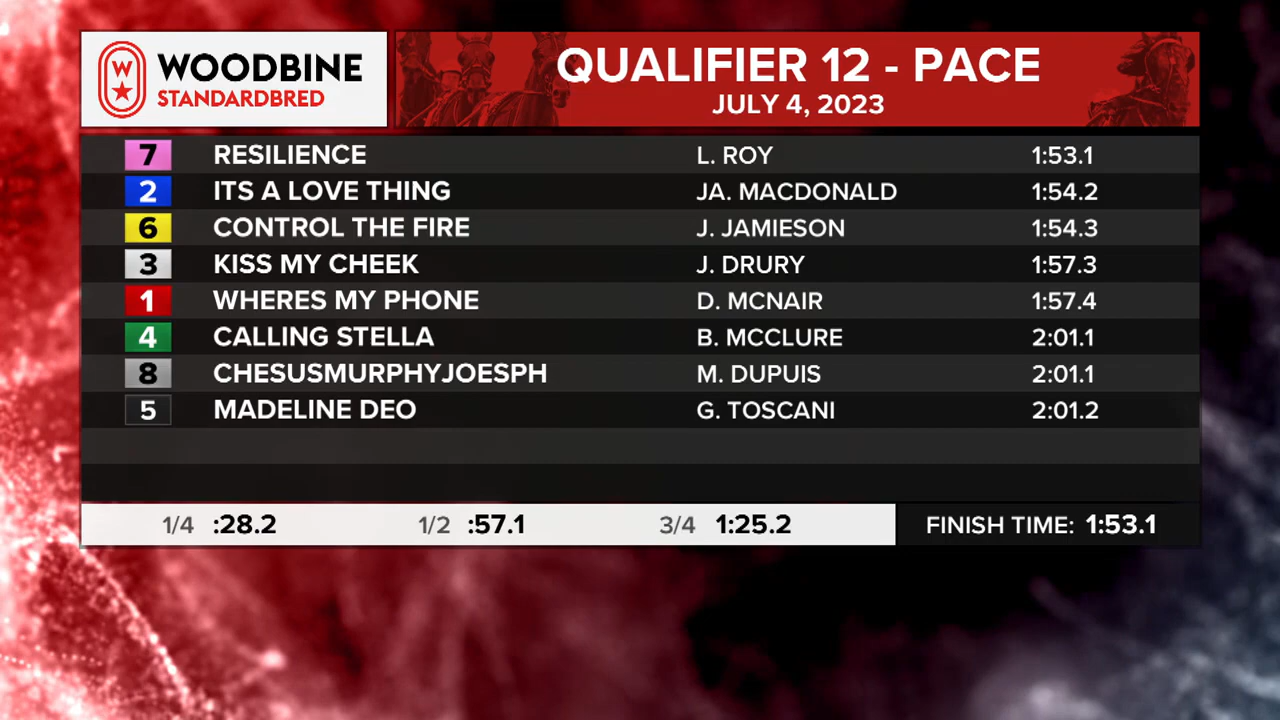 W
WOODBINE
STANDARDBRED
QUALIFIER 12 - PACE
JULY 4, 2023
7 RESILIENCE L. ROY 1:53.1
2 ITS A LOVE THING JA. MACDONALD 1:54.2
6 CONTROL THE FIRE J. JAMIESON 1:54.3
3 KISS MY CHEEK J. DRURY 1:57.3
1 WHERES MY PHONE D. MCNAIR 1:57.4
4 CALLING STELLA B. MCCLURE 2:01.1
8 CHESUSMURPHYJOESPH M. DUPUIS 2:01.1
5 MADELINE DEO G. TOSCANI 2:01.2
1/4 :28.2 1/2 :57.1 3/4 1:25.2 FINISH TIME: 1:53.1